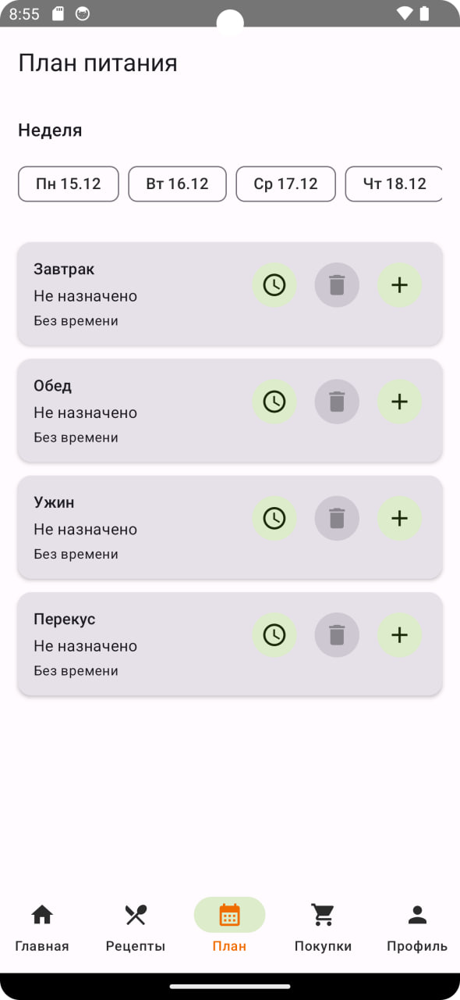 8:55
План питания
Неделя
Пн 15.12 Вт 16.12 Ср 17.12 Чт 18.12
Завтрак
Не назначено
Без времени
Обед
Не назначено
Без времени
Ужин
Не назначено
Без времени
Перекус
Не назначено
Без времени
Главная Рецепты План Покупки Профиль